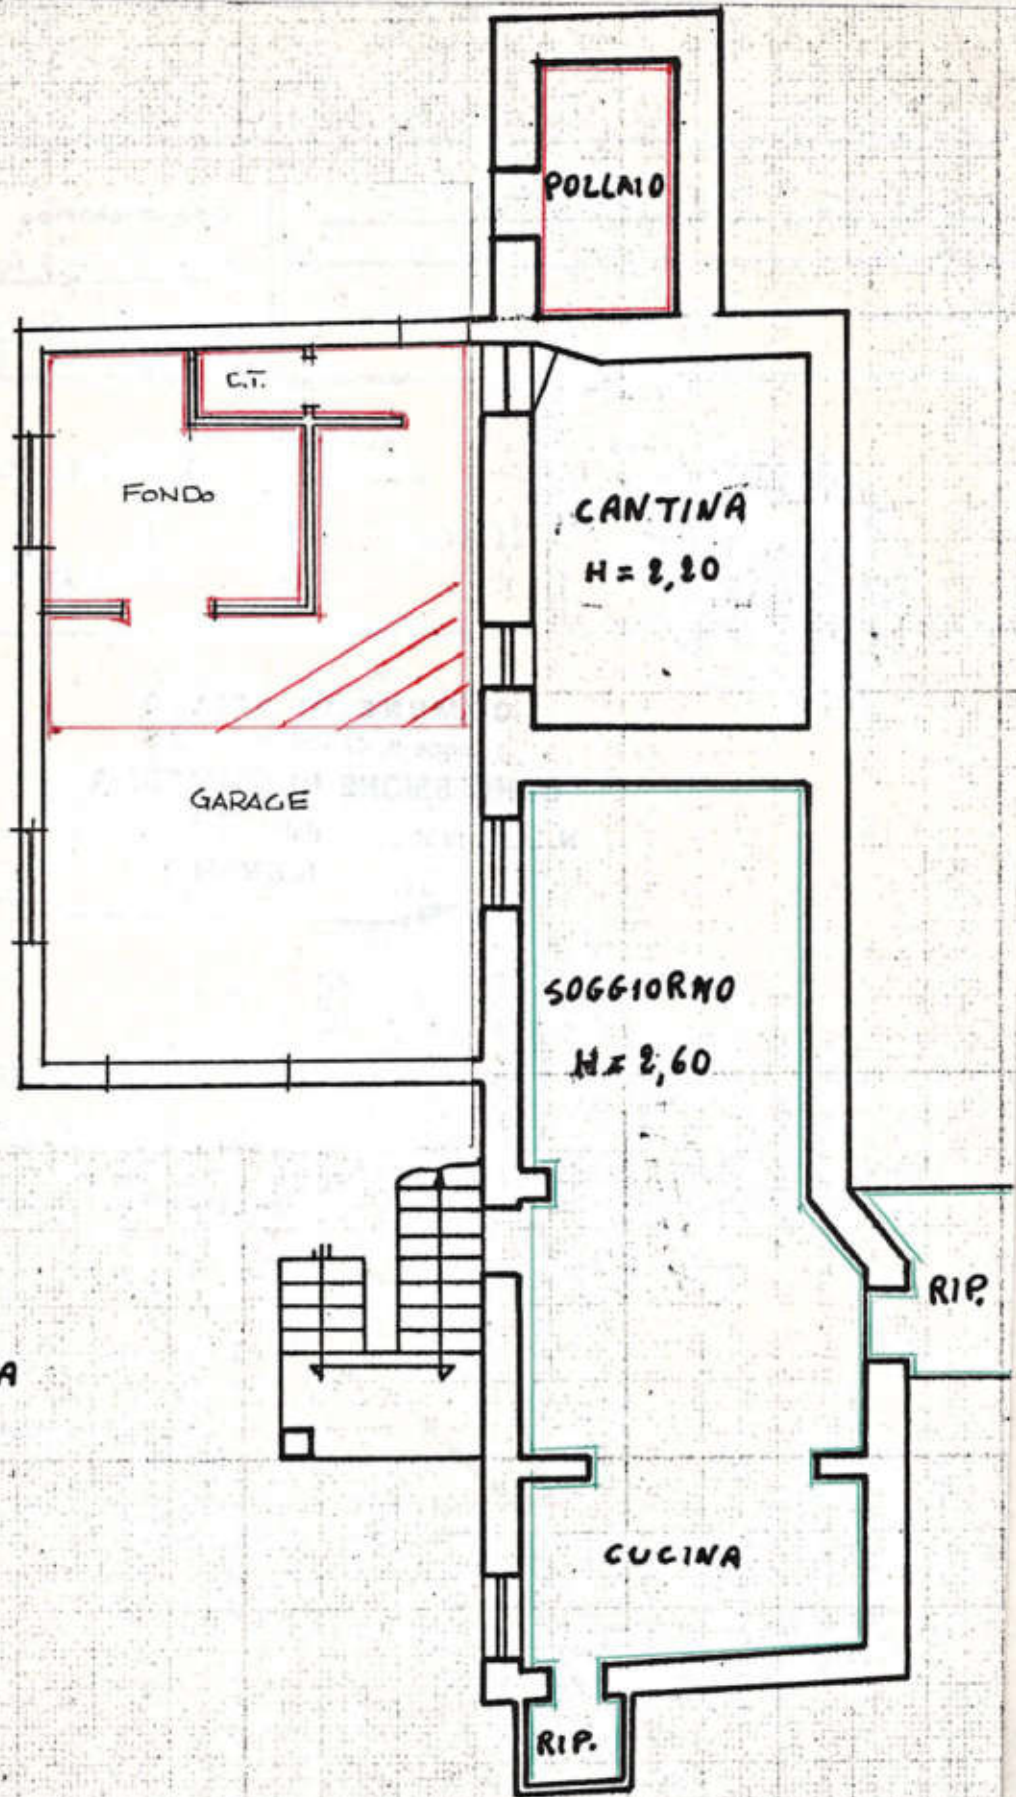 POLLAIO
C.T.
FONDO
CANTINA
H = 2,20
GARAGE
SOGGIORNO
H = 2,60
RIP.
A
CUCINA
RIP.